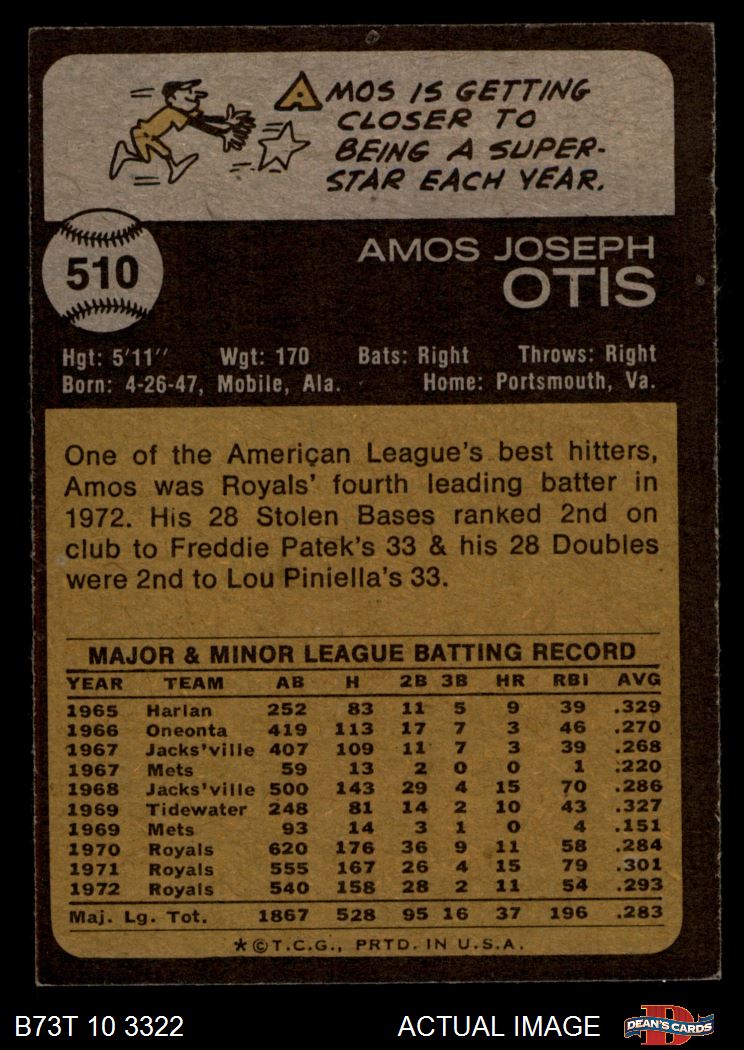 AMOS IS GETTING
CLOSER TO
BEING A SUPER-
STAR EACH YEAR.
510
AMOS JOSEPH
OTIS
Hgt: 5'11" Wgt: 170 Bats: Right Throws: Right
Born: 4-26-47, Mobile, Ala. Home: Portsmouth, Va.
One of the American League's best hitters,
Amos was Royals' fourth leading batter in
1972. His 28 Stolen Bases ranked 2nd on
club to Freddie Patek's 33 & his 28 Doubles
were 2nd to Lou Piniella's 33.
MAJOR & MINOR LEAGUE BATTING RECORD
YEAR TEAM AB H 2B 3B HR RBI AVG
1965 Harlan 252 83 11 5 9 39 .329
1966 Oneonta 419 113 17 7 3 46 .270
1967 Jacks'ville 407 109 11 7 3 39 .268
1967 Mets 59 13 2 0 0 1 .220
1968 Jacks'ville 500 143 29 4 15 70 .286
1969 Tidewater 248 81 14 2 10 43 .327
1969 Mets 93 14 3 1 0 4 .151
1970 Royals 620 176 36 9 11 58 .284
1971 Royals 555 167 26 4 15 79 .301
1972 Royals 540 158 28 2 11 54 .293
Maj. Lg. Tot. 1867 528 95 16 37 196 .283
*©T.C.G., PRTD. IN U.S.A.
B73T 10 3322 ACTUAL IMAGE DEAN'S CARDS